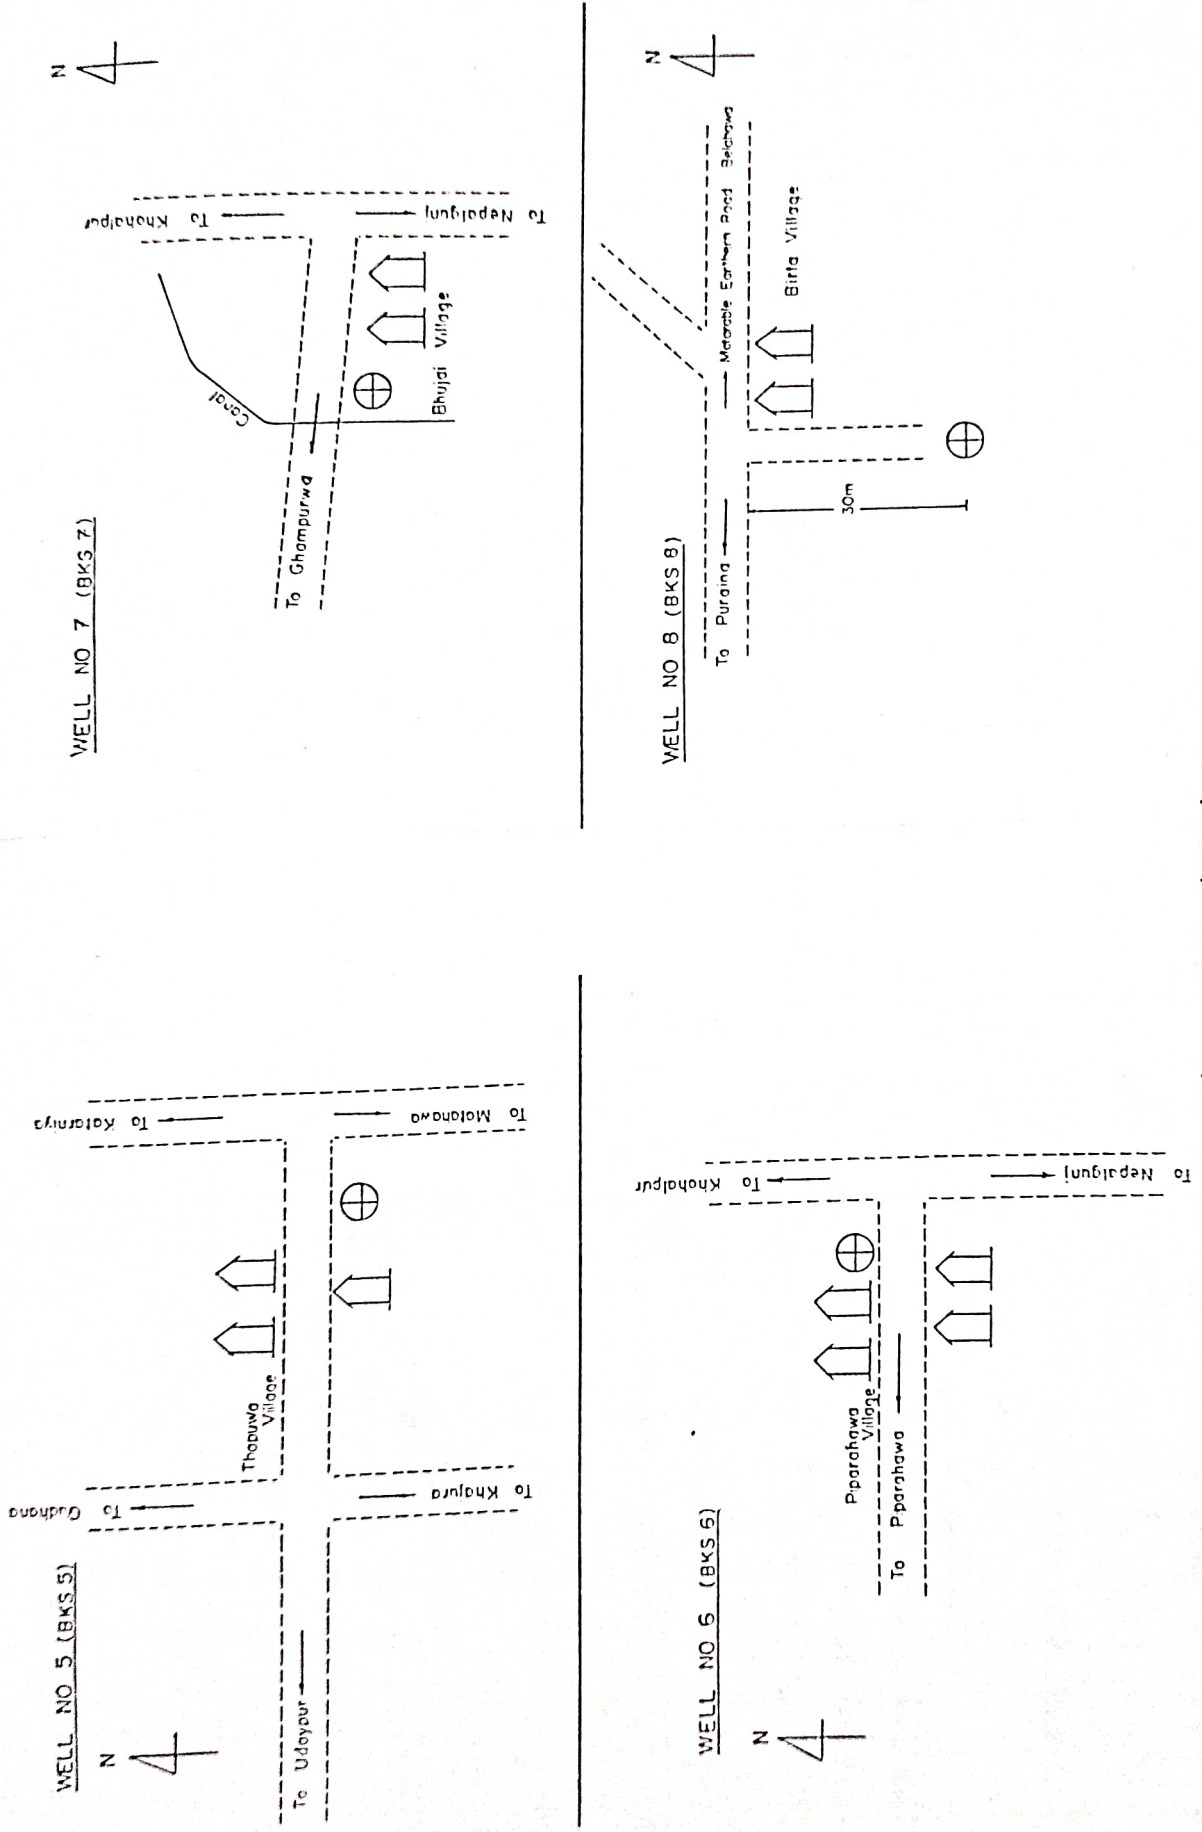 WELL NO 5 (BKS 5)
N
To Gudhana
To Katarniya
Thapuwa
Village
To Udaypur
To Khajura
To Matahawa
WELL NO 6 (BKS 6)
N
To Khohalpur
Piparahawa
Village
To Piparahawa
To Nepalgunj
WELL NO 7 (BKS 7)
N
To Khohalpur
Canal
To Ghampurwa
Bhujai Village
To Nepalgunj
WELL NO 8 (BKS 8)
N
To Puraina
Motorable Earthern Road Belahawa
Birta Village
30m